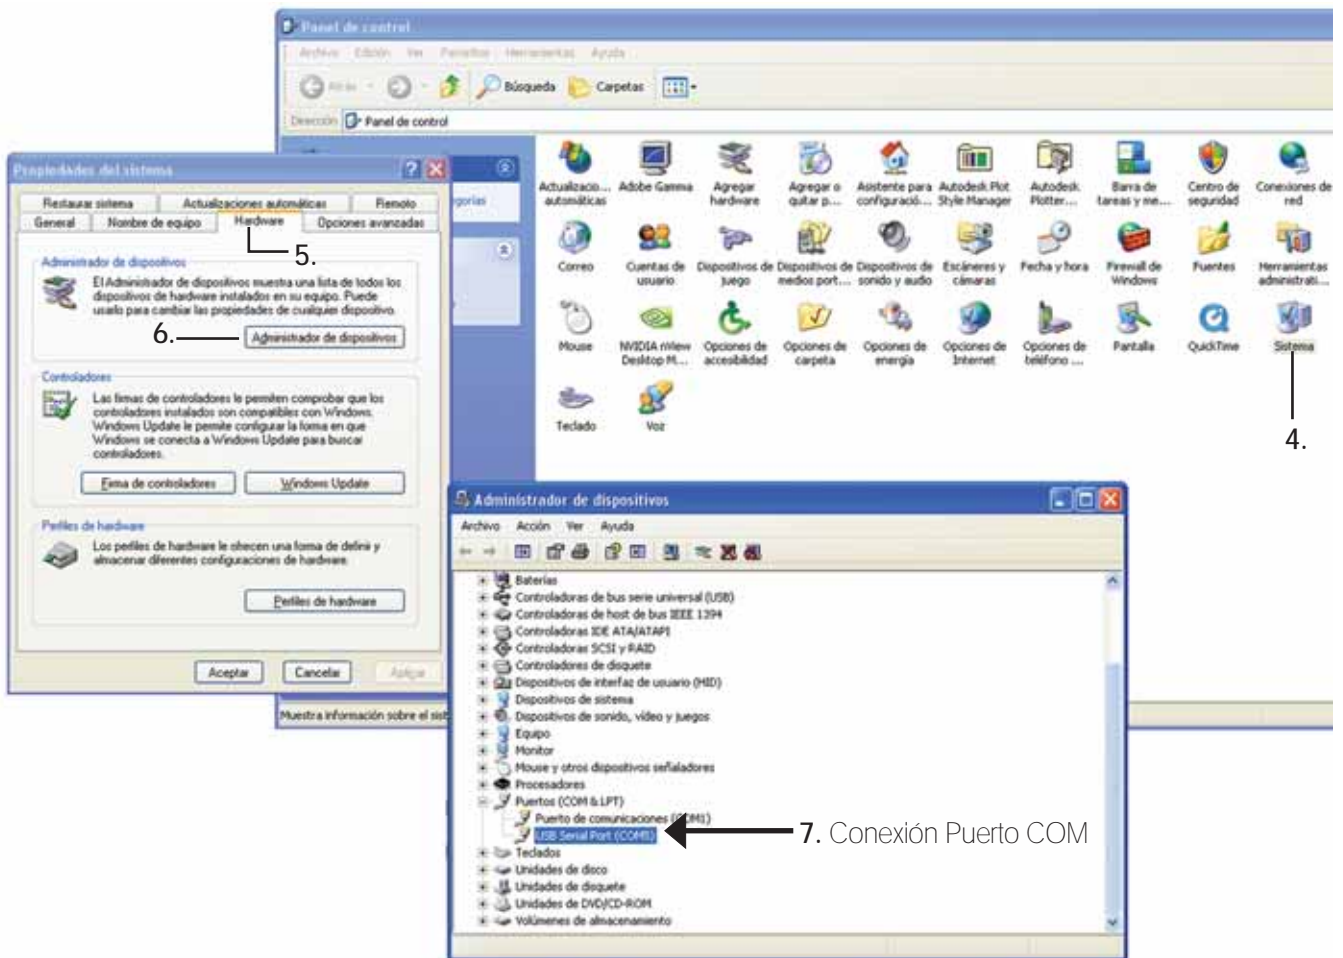 Panel de control
Archivo Edición Ver Favoritos Herramientas Ayuda
Atrás Búsqueda Carpetas
Dirección Panel de control
Actualizacio... automáticas
Adobe Gamma
Agregar hardware
Agregar o quitar p...
Asistente para configuració...
Autodesk Plot Style Manager
Autodesk Plotter...
Barra de tareas y me...
Centro de seguridad
Conexiones de red
Correo
Cuentas de usuario
Dispositivos de juego
Dispositivos de medios port...
Dispositivos de sonido y audio
Escáneres y cámaras
Fecha y hora
Firewall de Windows
Fuentes
Herramientas administrati...
Mouse
NVIDIA nView Desktop M...
Opciones de accesibilidad
Opciones de carpeta
Opciones de energía
Opciones de Internet
Opciones de teléfono ...
Pantalla
QuickTime
Sistema
Teclado
Voz
4.
egorías
Muestra información sobre el sist
Propiedades del sistema
Restaurar sistema Actualizaciones automáticas Remoto
General Nombre de equipo Hardware Opciones avanzadas
5.
Administrador de dispositivos
El Administrador de dispositivos muestra una lista de todos los
dispositivos de hardware instalados en su equipo. Puede
usarlo para cambiar las propiedades de cualquier dispositivo.
6.
Administrador de dispositivos
Controladores
Las firmas de controladores le permiten comprobar que los
controladores instalados son compatibles con Windows.
Windows Update le permite configurar la forma en que
Windows se conecta a Windows Update para buscar
controladores.
Firma de controladores Windows Update
Perfiles de hardware
Los perfiles de hardware le ofrecen una forma de definir y
almacenar diferentes configuraciones de hardware.
Perfiles de hardware
Aceptar Cancelar Aplicar
Administrador de dispositivos
Archivo Acción Ver Ayuda
Baterías
Controladoras de bus serie universal (USB)
Controladoras de host de bus IEEE 1394
Controladoras IDE ATA/ATAPI
Controladoras SCSI y RAID
Controladores de disquete
Dispositivos de interfaz de usuario (HID)
Dispositivos de sistema
Dispositivos de sonido, vídeo y juegos
Equipo
Monitor
Mouse y otros dispositivos señaladores
Procesadores
Puertos (COM & LPT)
Puerto de comunicaciones (COM1)
USB Serial Port (COM5)
7. Conexión Puerto COM
Teclados
Unidades de disco
Unidades de disquete
Unidades de DVD/CD-ROM
Volúmenes de almacenamiento